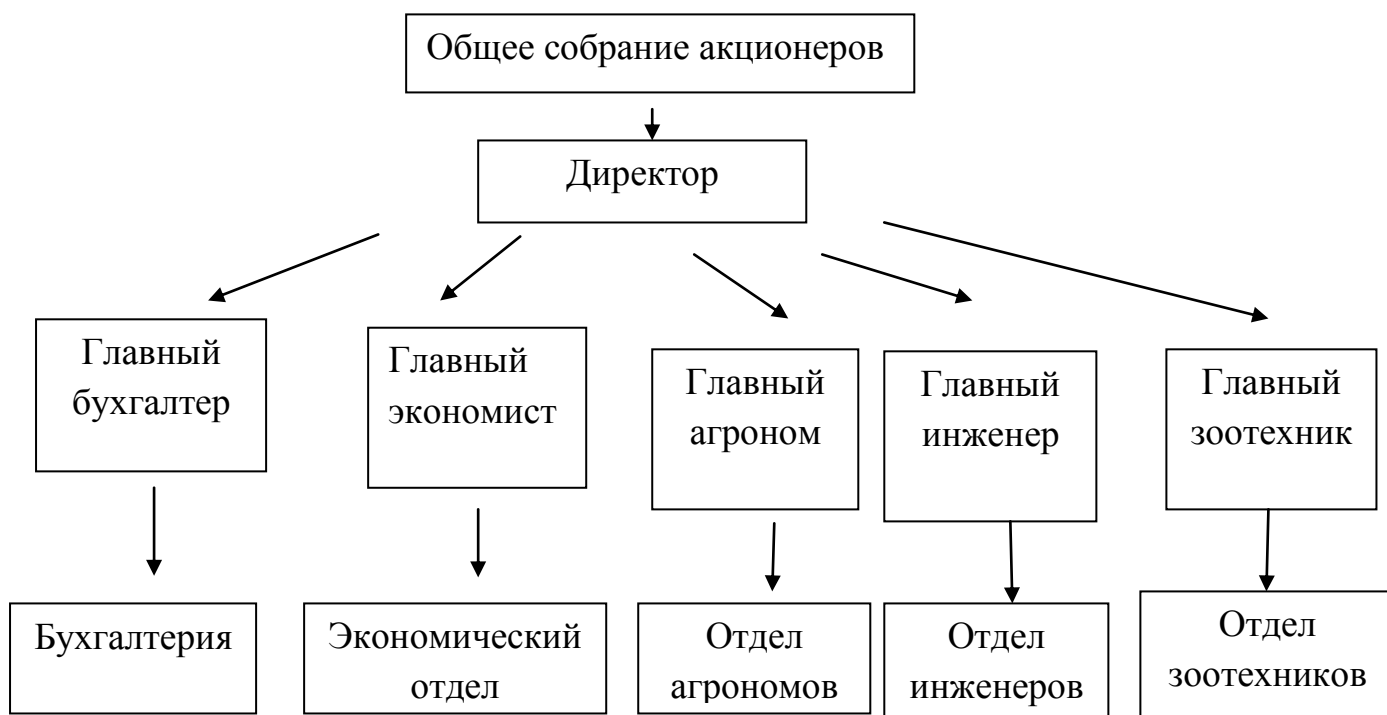 Общее собрание акционеров
Директор
Главный
бухгалтер
Главный
экономист
Главный
агроном
Главный
инженер
Главный
зоотехник
Бухгалтерия
Экономический
отдел
Отдел
агрономов
Отдел
инженеров
Отдел
зоотехников